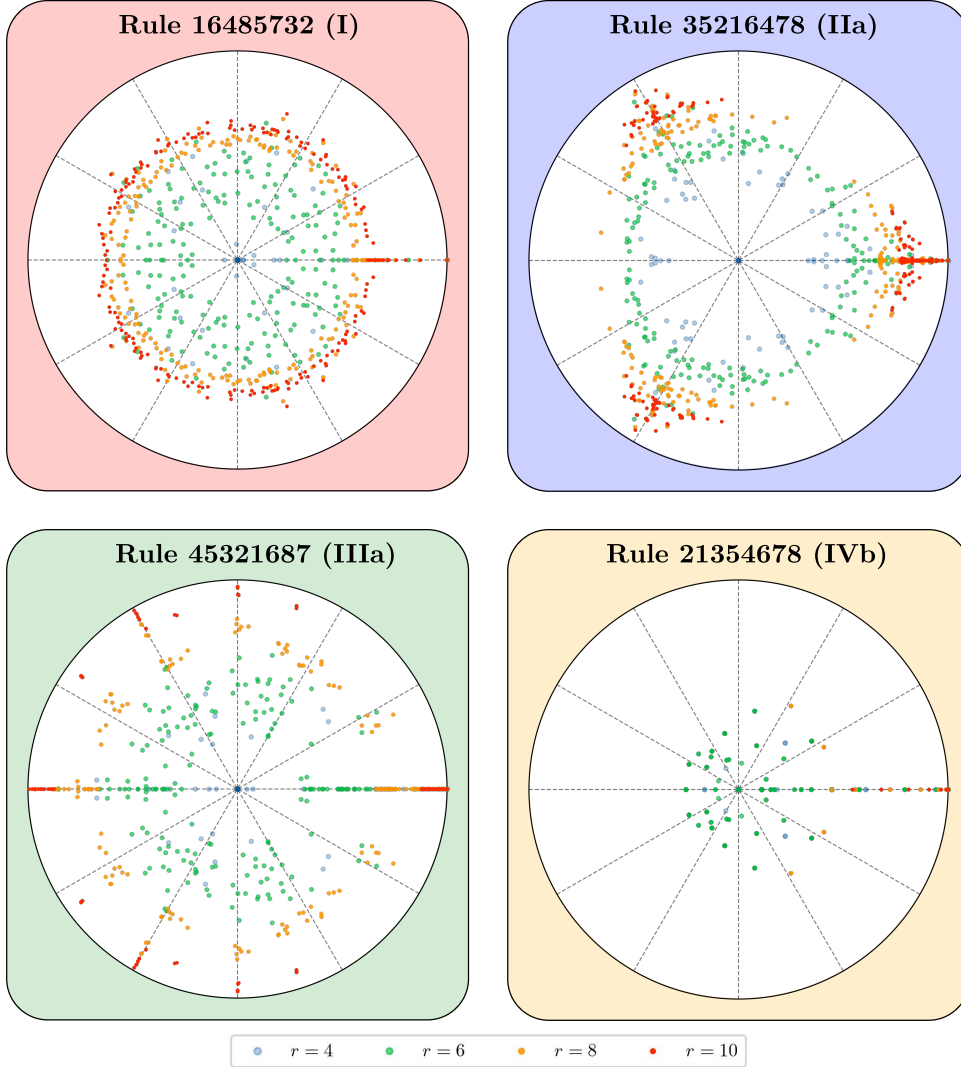 Rule 16485732 (I)
Rule 35216478 (IIa)
Rule 45321687 (IIIa)
Rule 21354678 (IVb)
r = 4 r = 6 r = 8 r = 10